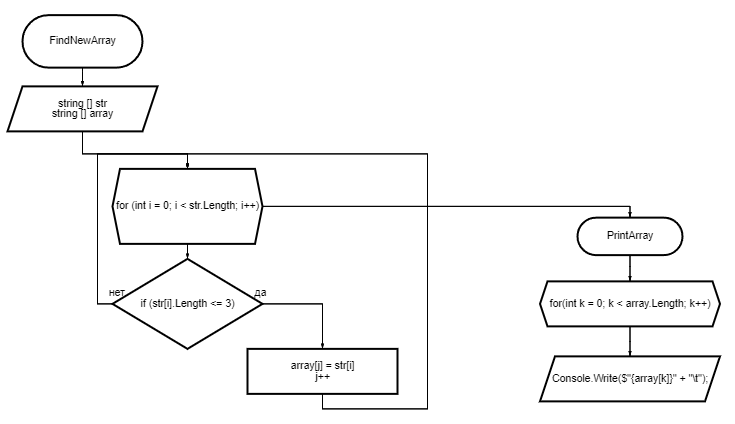 FindNewArray
string [] str
string [] array
for (int i = 0; i < str.Length; i++)
нет
if (str[i].Length <= 3)
да
array[j] = str[i]
j++
PrintArray
for(int k = 0; k < array.Length; k++)
Console.Write($"{array[k]}" + "\t");